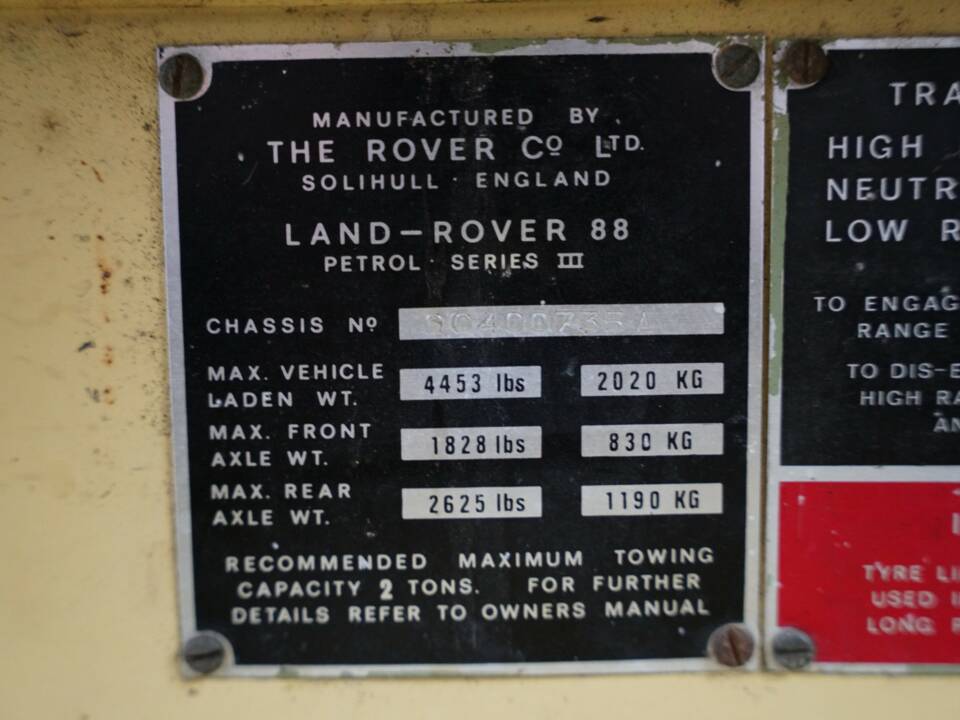 MANUFACTURED BY
THE ROVER Cº LTD.
SOLIHULL · ENGLAND
LAND-ROVER 88
PETROL · SERIES III
CHASSIS Nº
MAX. VEHICLE
LADEN WT. 4453 lbs 2020 KG
MAX. FRONT
AXLE WT. 1828 lbs 830 KG
MAX. REAR
AXLE WT. 2625 lbs 1190 KG
RECOMMENDED MAXIMUM TOWING
CAPACITY 2 TONS. FOR FURTHER
DETAILS REFER TO OWNERS MANUAL
TRA
HIGH
NEUTR
LOW R
TO ENGAG
RANGE
TO DIS-E
HIGH RA
AN
TYRE LI
USED I
LONG P